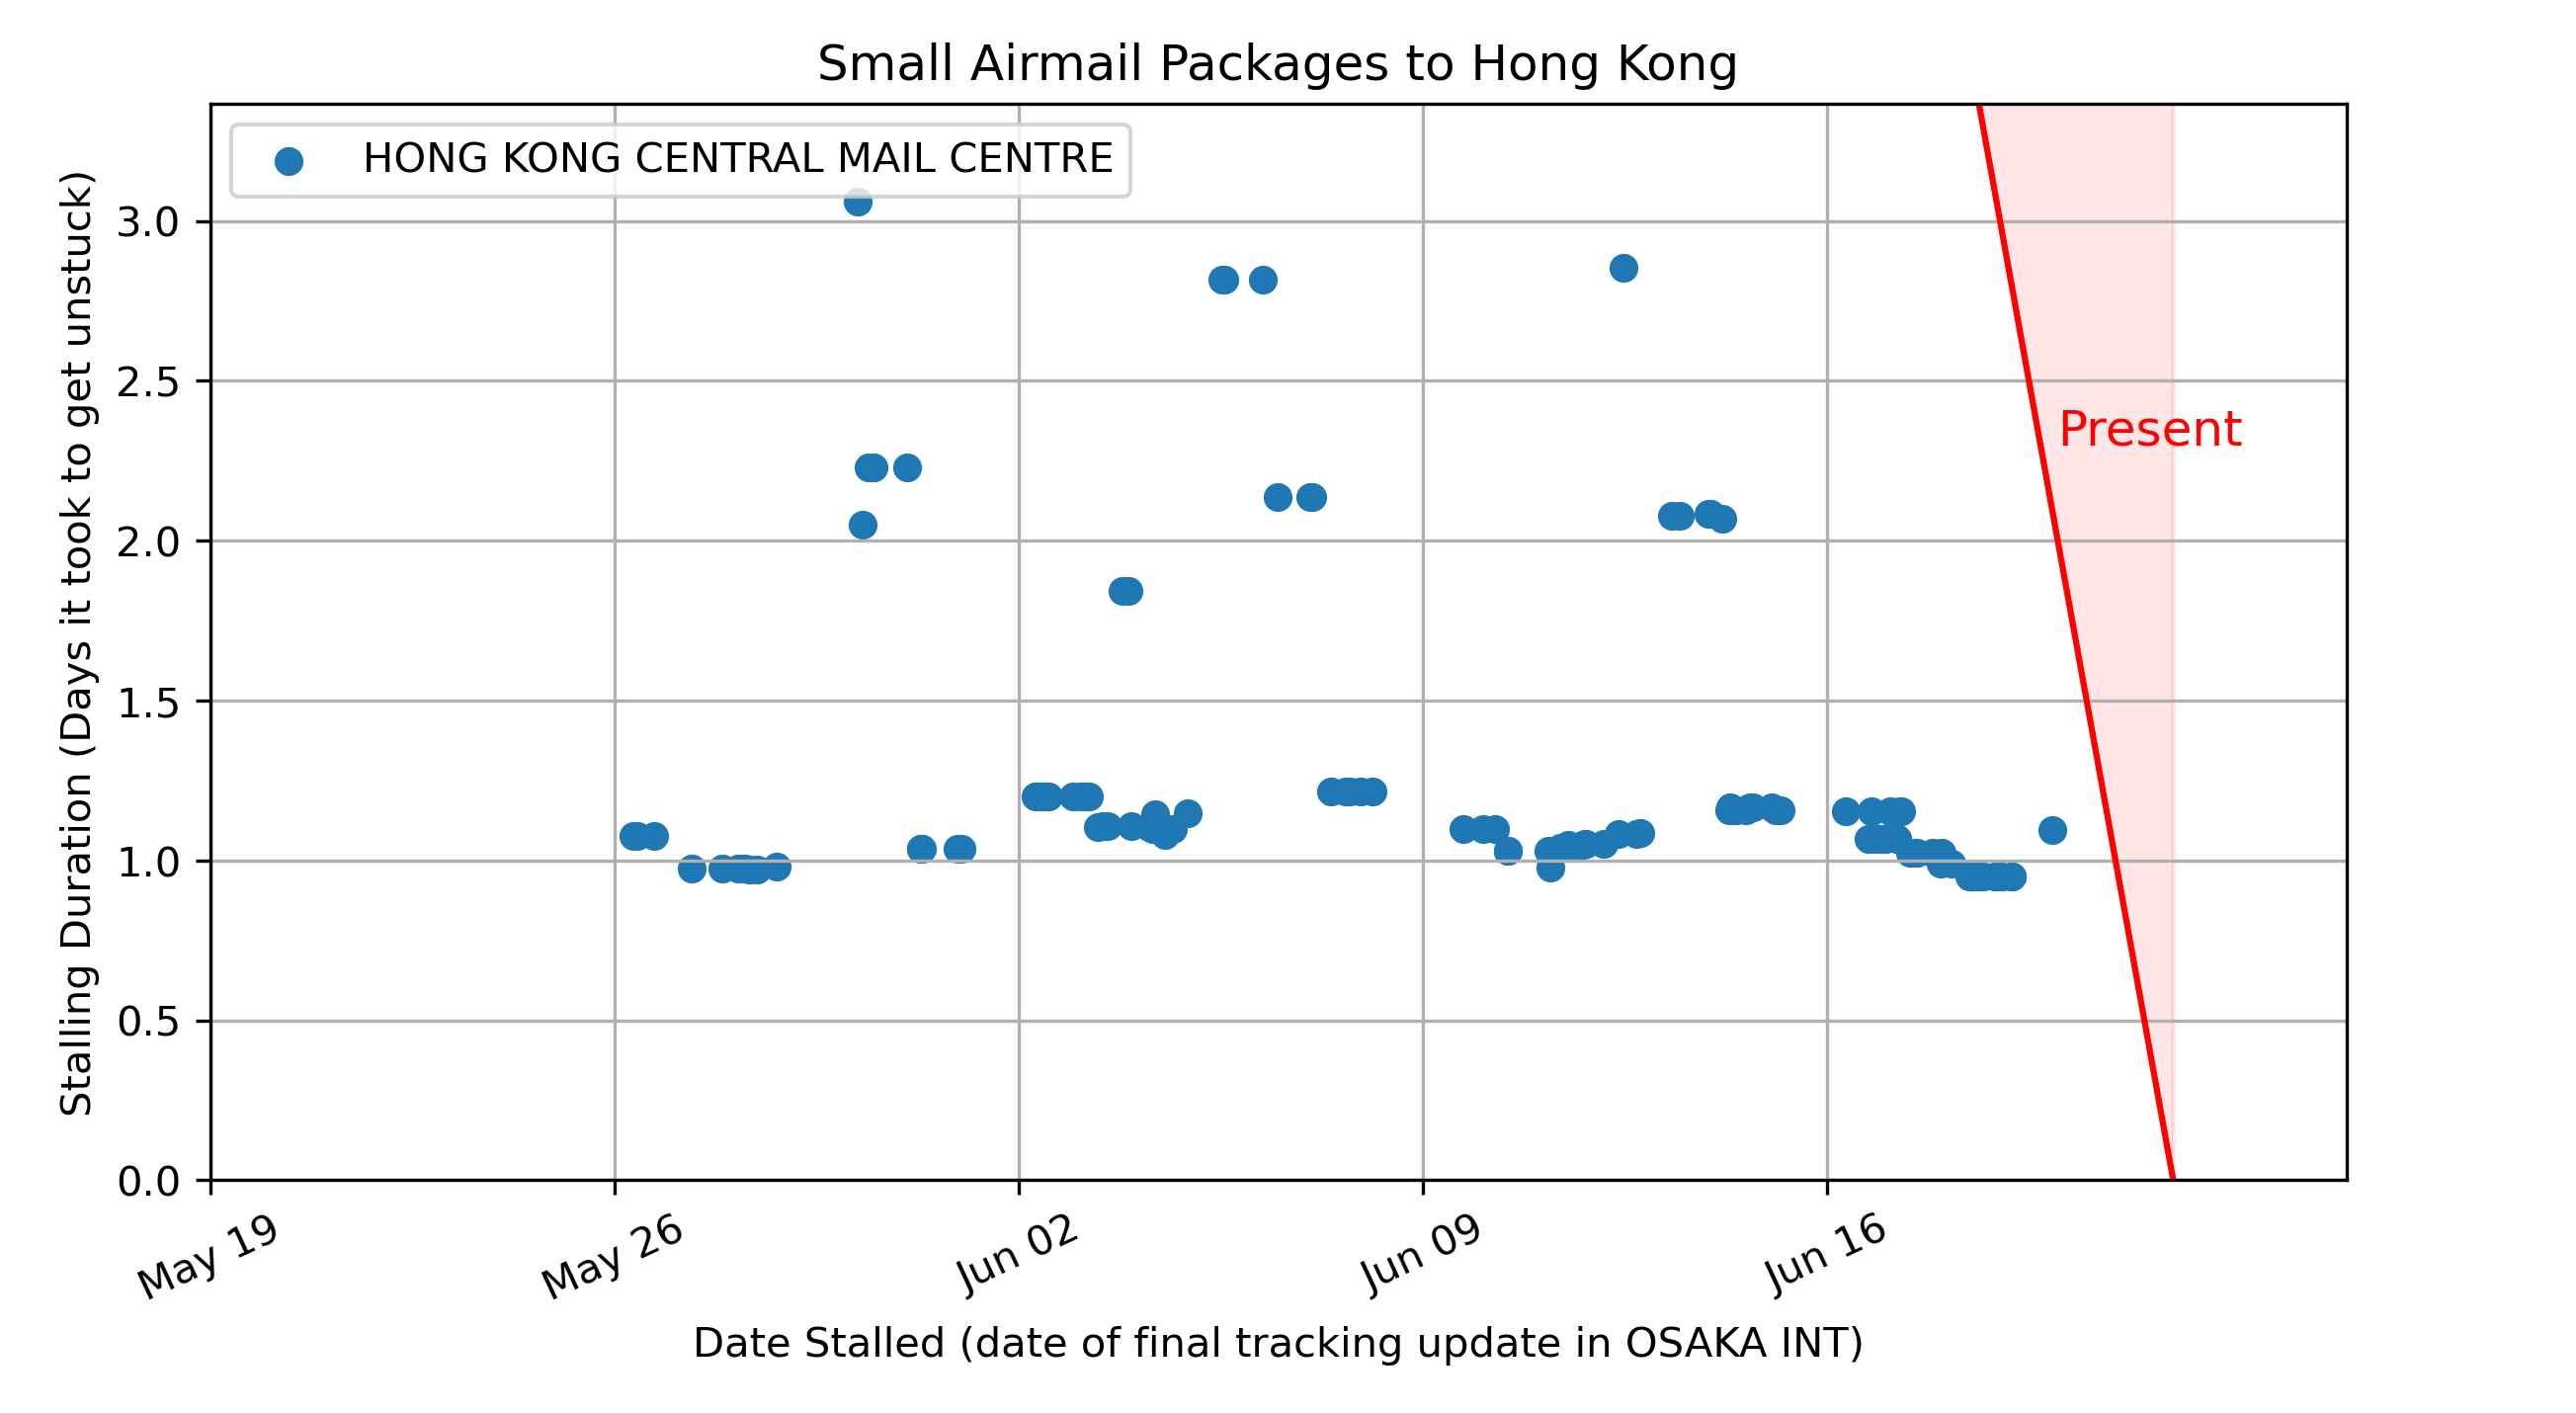 Small Airmail Packages to Hong Kong
HONG KONG CENTRAL MAIL CENTRE
Stalling Duration (Days it took to get unstuck)
3.0
2.5
2.0
1.5
1.0
0.5
0.0
Present
May 19
May 26
Jun 02
Jun 09
Jun 16
Date Stalled (date of final tracking update in OSAKA INT)